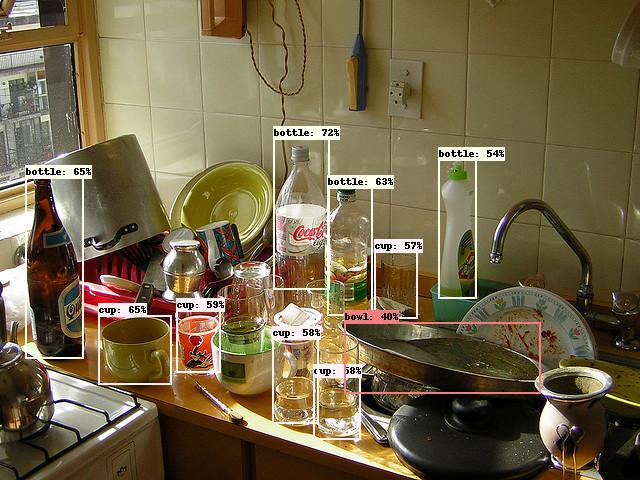 bottle: 72%
bottle: 54%
bottle: 65%
bottle: 63%
cup: 57%
Coca-Cola
light
cup: 65%
cup: 59%
bowl: 40%
cup: 58%
cup: 58%